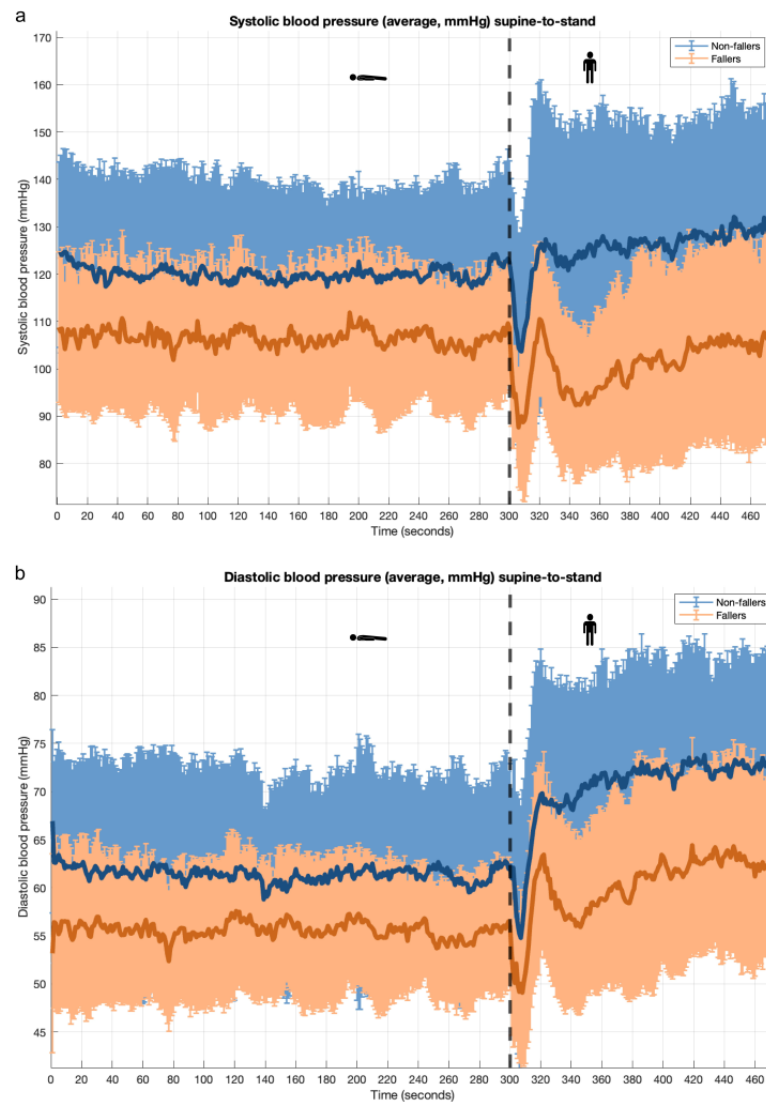 a
Systolic blood pressure (average, mmHg) supine-to-stand
Non-fallers
Fallers
170
160
150
140
130
120
110
100
90
80
Systolic blood pressure (mmHg)
0 20 40 60 80 100 120 140 160 180 200 220 240 260 280 300 320 340 360 380 400 420 440 460
Time (seconds)
b
Diastolic blood pressure (average, mmHg) supine-to-stand
Non-fallers
Fallers
90
85
80
75
70
65
60
55
50
45
Diastolic blood pressure (mmHg)
0 20 40 60 80 100 120 140 160 180 200 220 240 260 280 300 320 340 360 380 400 420 440 460
Time (seconds)